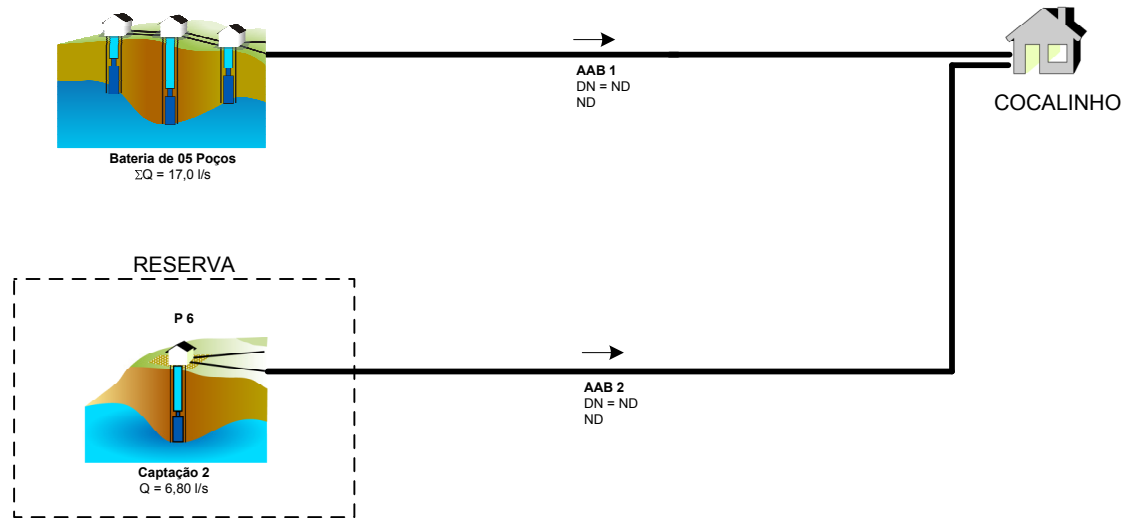 AAB 1
DN = ND
ND
COCALINHO
Bateria de 05 Poços
ΣQ = 17,0 l/s
RESERVA
P 6
AAB 2
DN = ND
ND
Captação 2
Q = 6,80 l/s